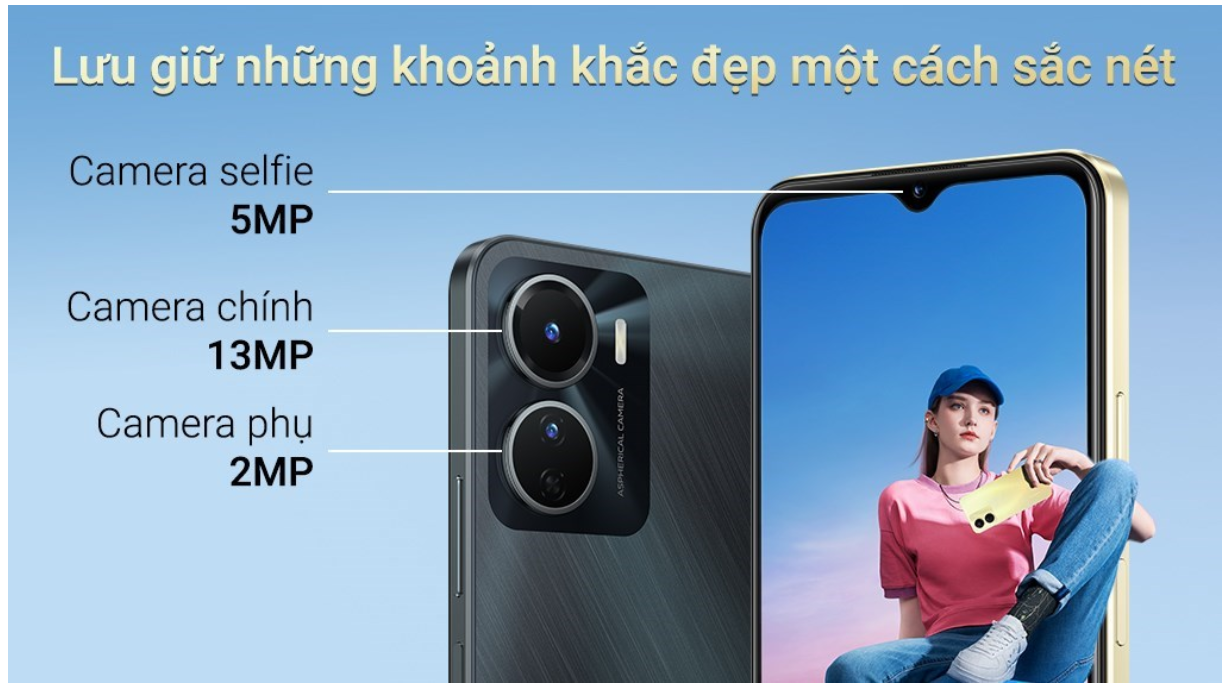 Lưu giữ những khoảnh khắc đẹp một cách sắc nét
Camera selfie
5MP
Camera chính
13MP
Camera phụ
2MP
ASPHERICAL CAMERA